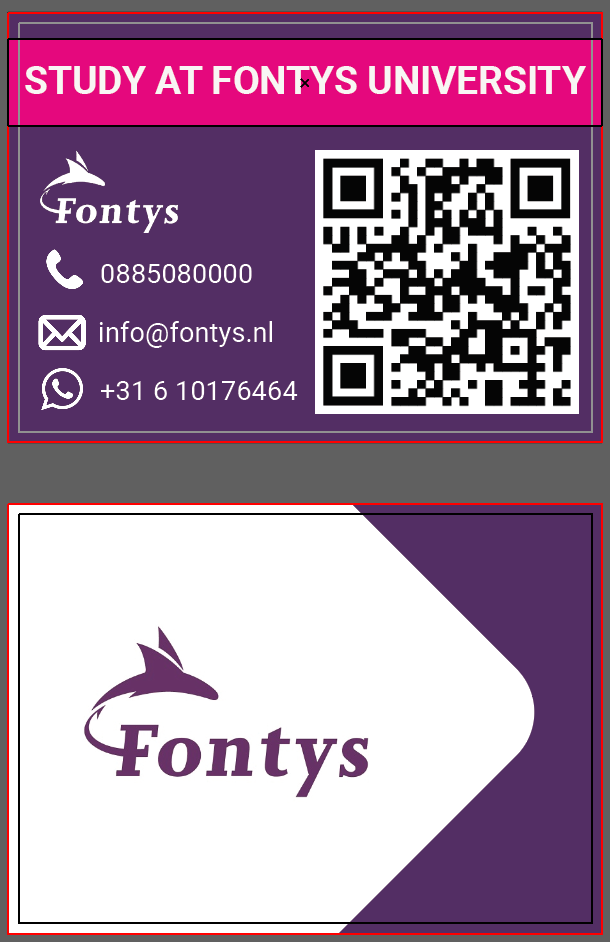 STUDY AT FONTYS UNIVERSITY
Fontys
0885080000
info@fontys.nl
+31 6 10176464
Fontys